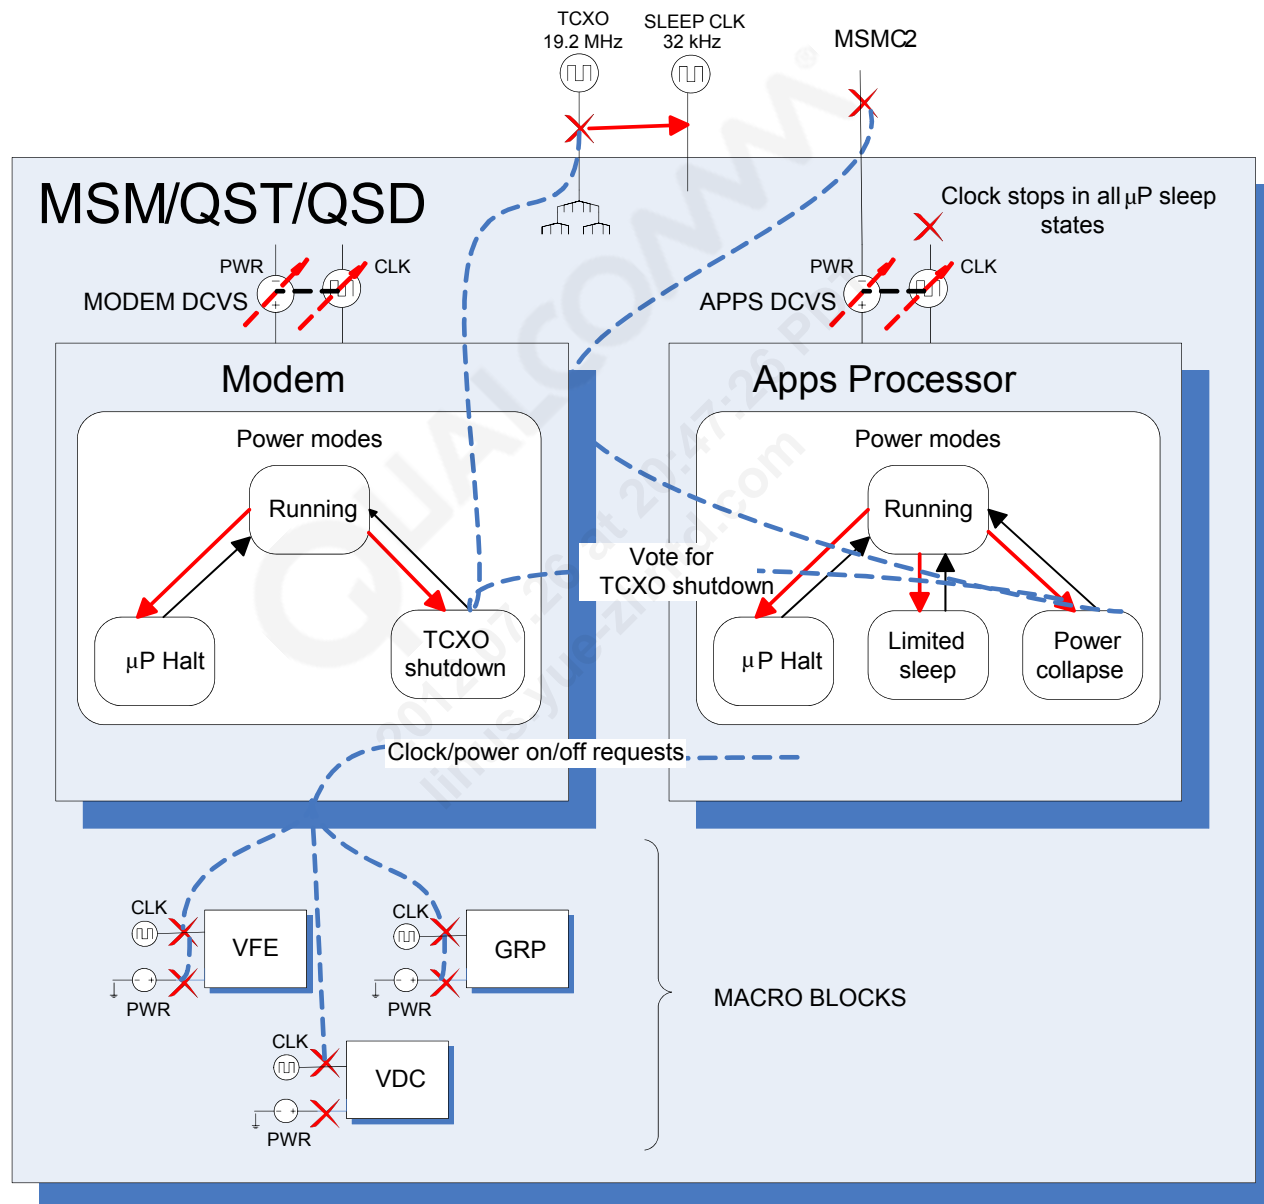 TCXO
19.2 MHz
SLEEP CLK
32 kHz
MSMC2
MSM/QST/QSD
Clock stops in all µP sleep
states
PWR
CLK
MODEM DCVS
PWR
CLK
APPS DCVS
Modem
Apps Processor
Power modes
Power modes
Running
Running
Vote for
TCXO shutdown
µP Halt
TCXO
shutdown
µP Halt
Limited
sleep
Power
collapse
Clock/power on/off requests
CLK
VFE
PWR
CLK
GRP
PWR
MACRO BLOCKS
CLK
VDC
PWR
QUALCOMM